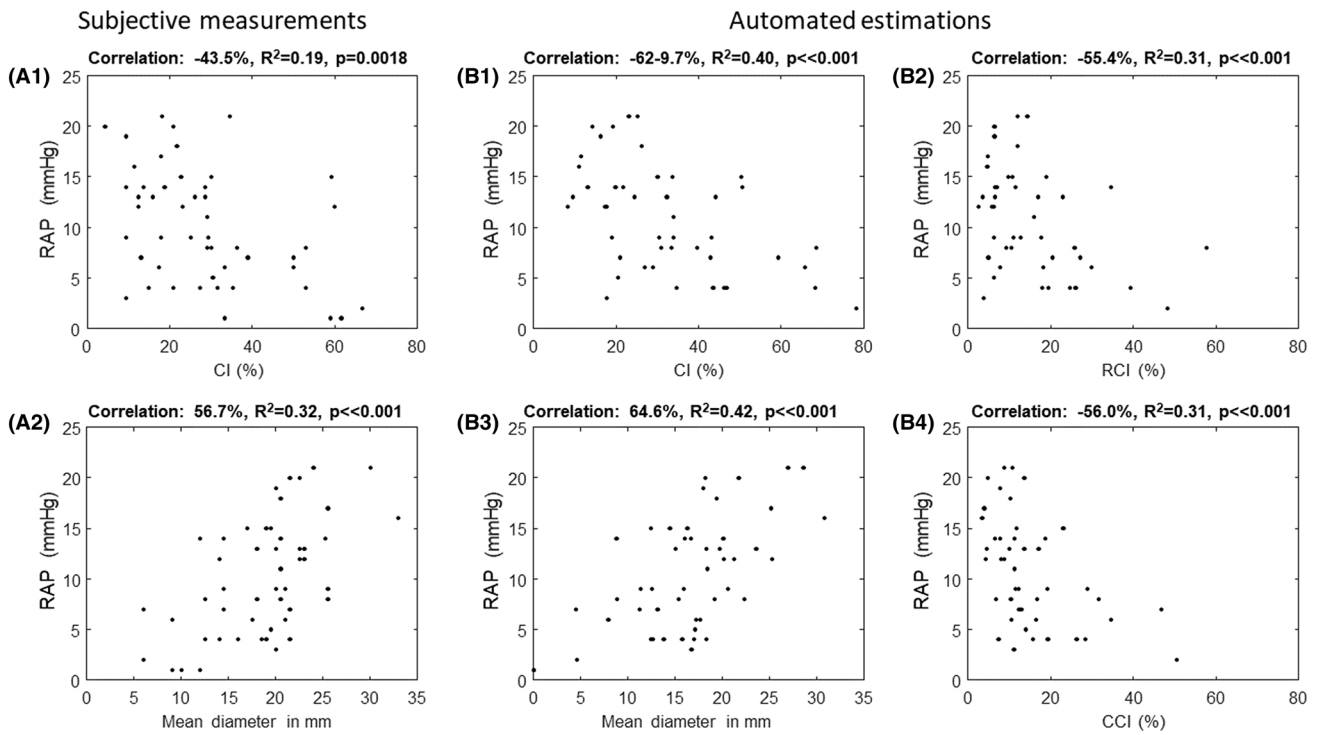 Subjective measurements
Automated estimations
(A1)
Correlation: -43.5%, R²=0.19, p=0.0018
25
20
15
10
5
0
RAP (mmHg)
0 20 40 60 80
CI (%)
(B1)
Correlation: -62-9.7%, R²=0.40, p<<0.001
25
20
15
10
5
0
RAP (mmHg)
0 20 40 60 80
CI (%)
(B2)
Correlation: -55.4%, R²=0.31, p<<0.001
25
20
15
10
5
0
RAP (mmHg)
0 20 40 60 80
RCI (%)
(A2)
Correlation: 56.7%, R²=0.32, p<<0.001
25
20
15
10
5
0
RAP (mmHg)
0 5 10 15 20 25 30 35
Mean diameter in mm
(B3)
Correlation: 64.6%, R²=0.42, p<<0.001
25
20
15
10
5
0
RAP (mmHg)
0 5 10 15 20 25 30 35
Mean diameter in mm
(B4)
Correlation: -56.0%, R²=0.31, p<<0.001
25
20
15
10
5
0
RAP (mmHg)
0 20 40 60 80
CCI (%)